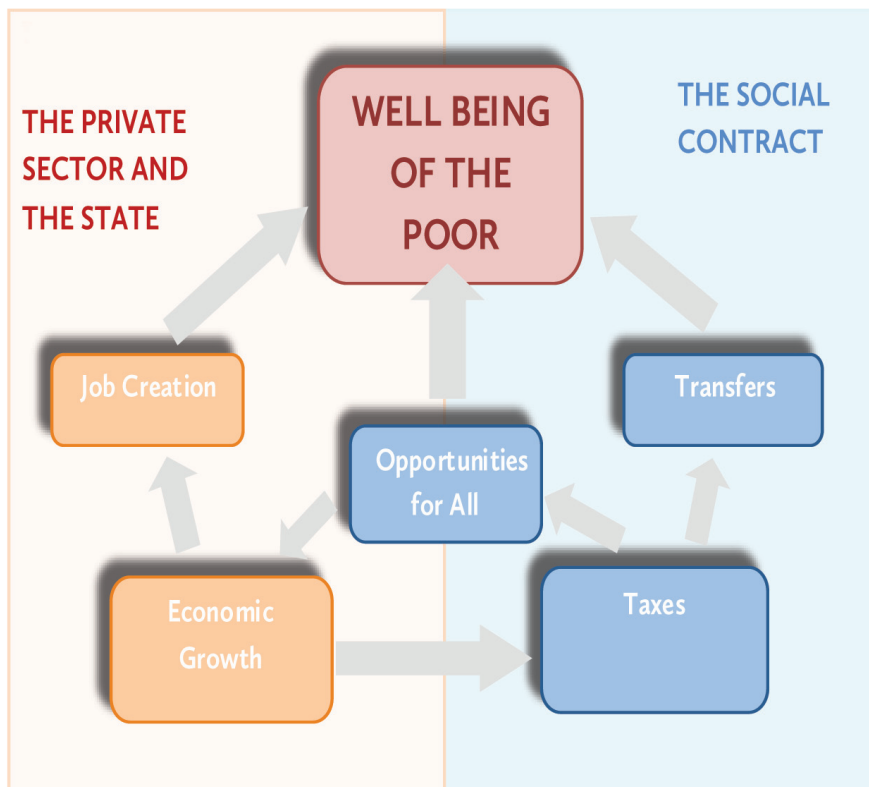 THE PRIVATE
SECTOR AND
THE STATE
WELL BEING
OF THE
POOR
THE SOCIAL
CONTRACT
Job Creation
Opportunities
for All
Transfers
Economic
Growth
Taxes